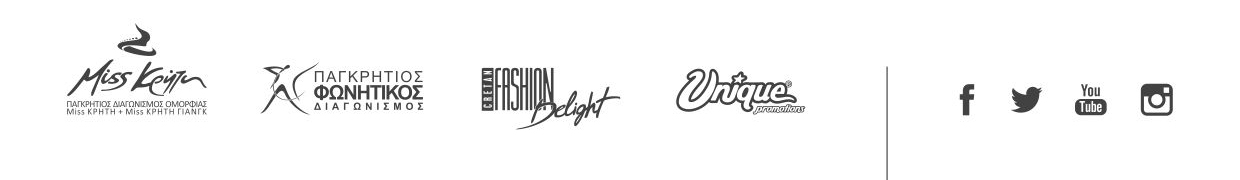 Miss Κρήτη
ΠΑΓΚΡΗΤΙΟΣ ΔΙΑΓΩΝΙΣΜΟΣ ΟΜΟΡΦΙΑΣ
Miss ΚΡΗΤΗ + Miss ΚΡΗΤΗ ΓΙΑΝΓΚ
ΠΑΓΚΡΗΤΙΟΣ
ΦΩΝΗΤΙΚΟΣ
ΔΙΑΓΩΝΙΣΜΟΣ
CRETAN
FASHION
Delight
Unique®
promotions
f
You
Tube